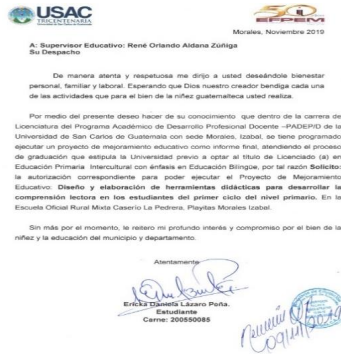 USAC
TRICENTENARIA
EFPEM
Morales, Noviembre 2019
A: Supervisor Educativo: René Orlando Aldana Zúñiga
Su Despacho
De manera atenta y respetuosa me dirijo a usted deseándole bienestar
personal, familiar y laboral. Esperando que Dios nuestro creador bendiga cada una
de las actividades que para el bien de la niñez guatemalteca usted realiza.
Por medio del presente deseo hacer de su conocimiento que dentro de la carrera de
Licenciatura del Programa Académico de Desarrollo Profesional Docente –PADEP/D de la
Universidad de San Carlos de Guatemala con sede Morales, Izabal, se tiene programado
ejecutar un proyecto de mejoramiento educativo como informe final, atendiendo el proceso
de graduación que estipula la Universidad previo a optar al título de Licenciado (a) en
Educación Primaria Intercultural con énfasis en Educación Bilingüe, por tal razón Solicito:
la autorización correspondiente para poder ejecutar el Proyecto de Mejoramiento
Educativo: Diseño y elaboración de herramientas didácticas para desarrollar la
comprensión lectora en los estudiantes del primer ciclo del nivel primario. En la
Escuela Oficial Rural Mixta Caserío La Pedrera, Playitas Morales Izabal.
Sin más por el momento, le reitero mi profundo interés y compromiso por el bien de la
niñez y la educación del municipio y departamento.
Atentamente
Ericka Daniela Lázaro Peña.
Estudiante
Carne: 200550085